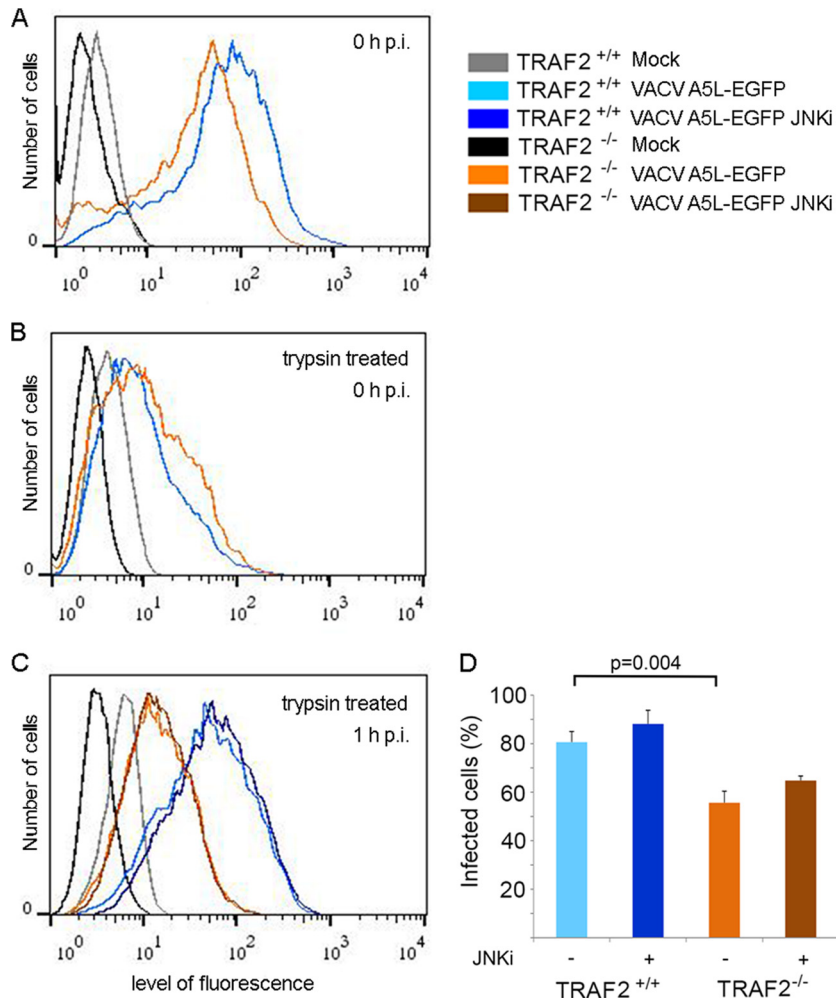 A
Number of cells
0 h p.i.
0
10^0 10^1 10^2 10^3 10^4
TRAF2 +/+ Mock
TRAF2 +/+ VACV A5L-EGFP
TRAF2 +/+ VACV A5L-EGFP JNKi
TRAF2 -/- Mock
TRAF2 -/- VACV A5L-EGFP
TRAF2 -/- VACV A5L-EGFP JNKi
B
Number of cells
trypsin treated
0 h p.i.
0
10^0 10^1 10^2 10^3 10^4
C
Number of cells
trypsin treated
1 h p.i.
0
10^0 10^1 10^2 10^3 10^4
level of fluorescence
D
p=0.004
Infected cells (%)
100
80
60
40
20
JNKi - + - +
TRAF2 +/+ TRAF2-/-